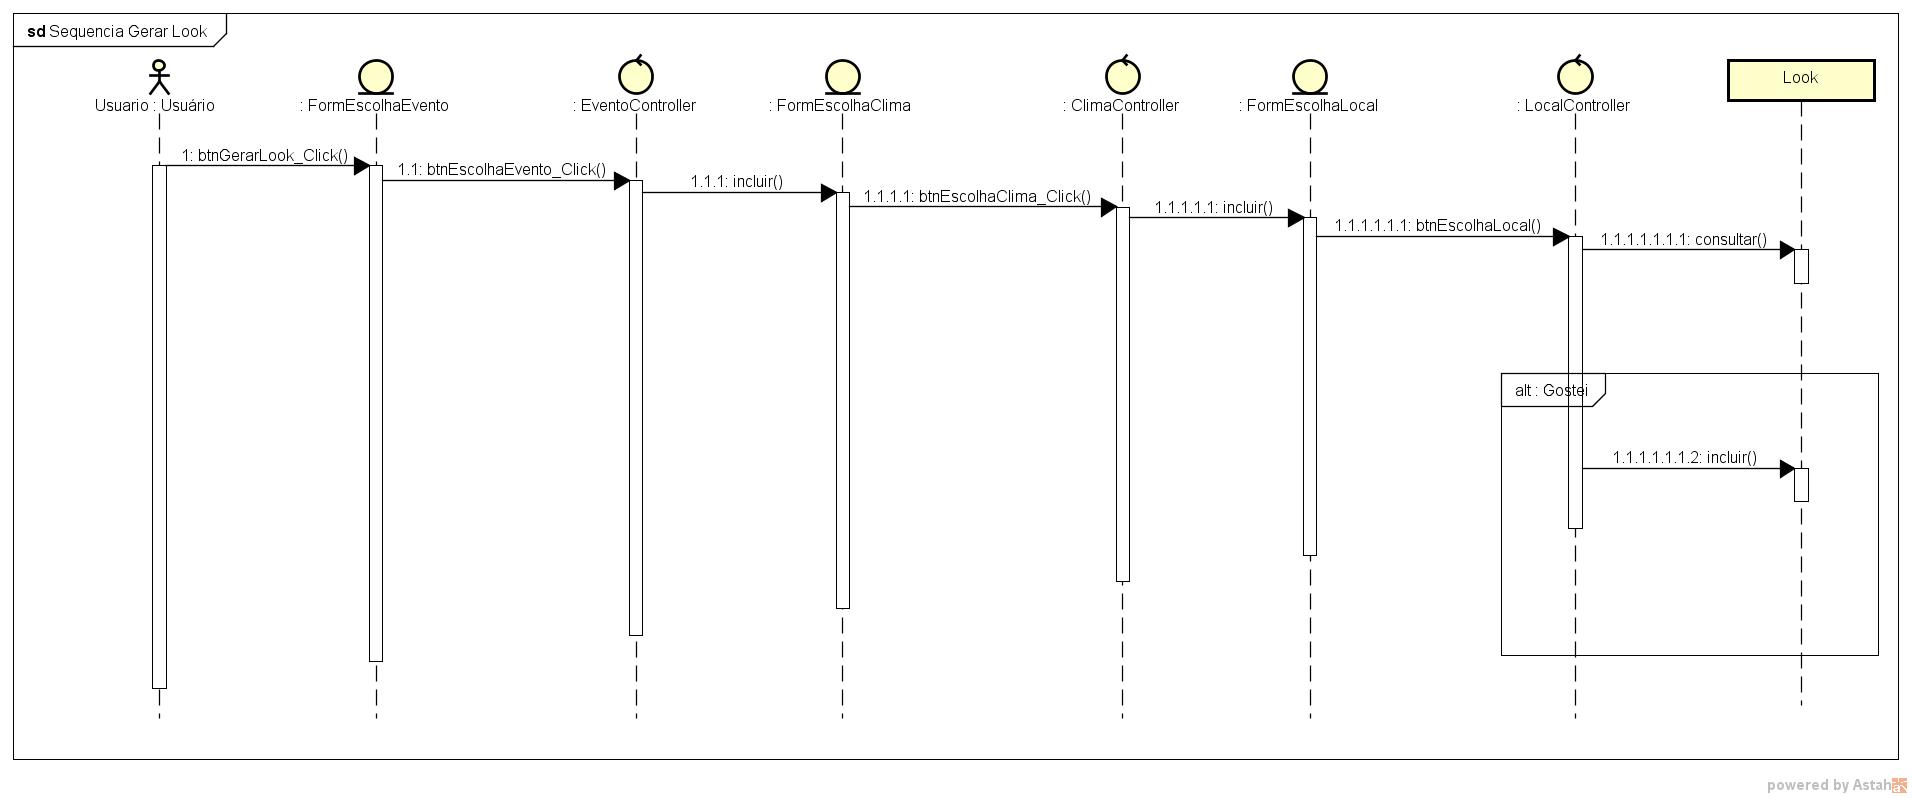 sd Sequencia Gerar Look
Usuario : Usuário
: FormEscolhaEvento
: EventoController
: FormEscolhaClima
: ClimaController
: FormEscolhaLocal
: LocalController
Look
1: btnGerarLook_Click()
1.1: btnEscolhaEvento_Click()
1.1.1: incluir()
1.1.1.1: btnEscolhaClima_Click()
1.1.1.1.1: incluir()
1.1.1.1.1.1: btnEscolhaLocal()
1.1.1.1.1.1.1: consultar()
alt : Gostei
1.1.1.1.1.1.2: incluir()
powered by Astah